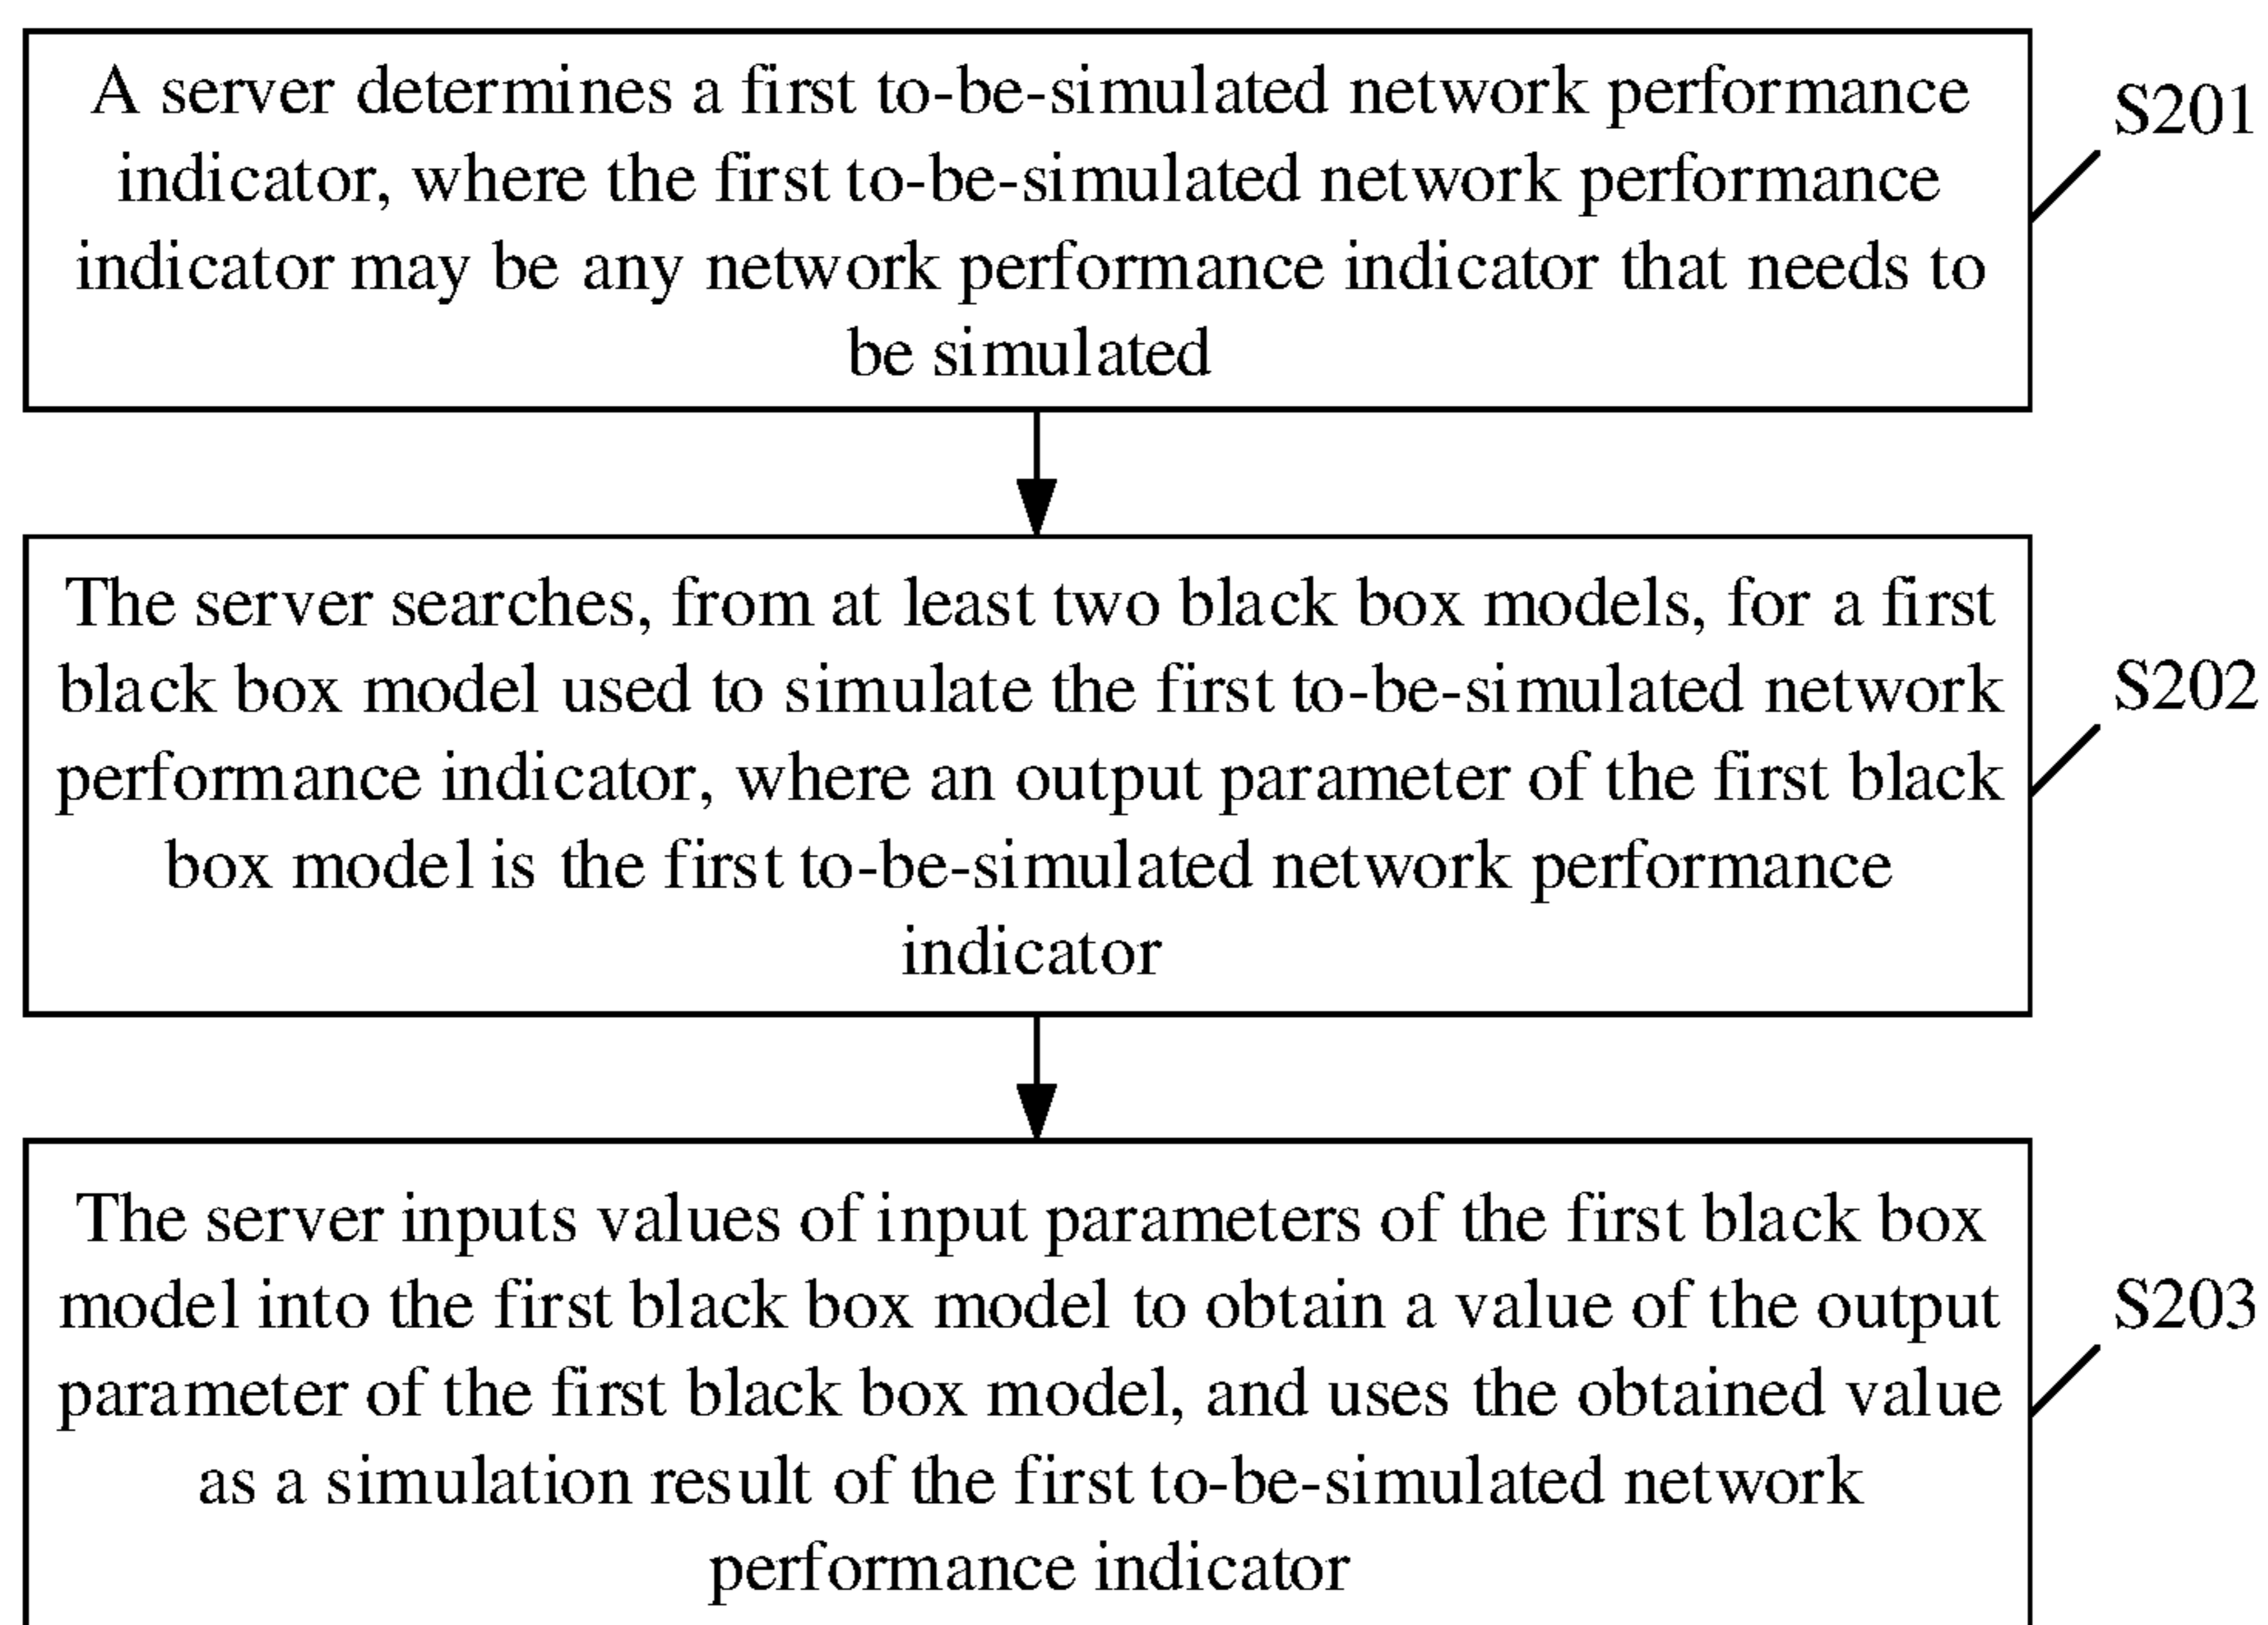 A server determines a first to-be-simulated network performance
indicator, where the first to-be-simulated network performance
indicator may be any network performance indicator that needs to
be simulated
S201
The server searches, from at least two black box models, for a first
black box model used to simulate the first to-be-simulated network
performance indicator, where an output parameter of the first black
box model is the first to-be-simulated network performance
indicator
S202
The server inputs values of input parameters of the first black box
model into the first black box model to obtain a value of the output
parameter of the first black box model, and uses the obtained value
as a simulation result of the first to-be-simulated network
performance indicator
S203